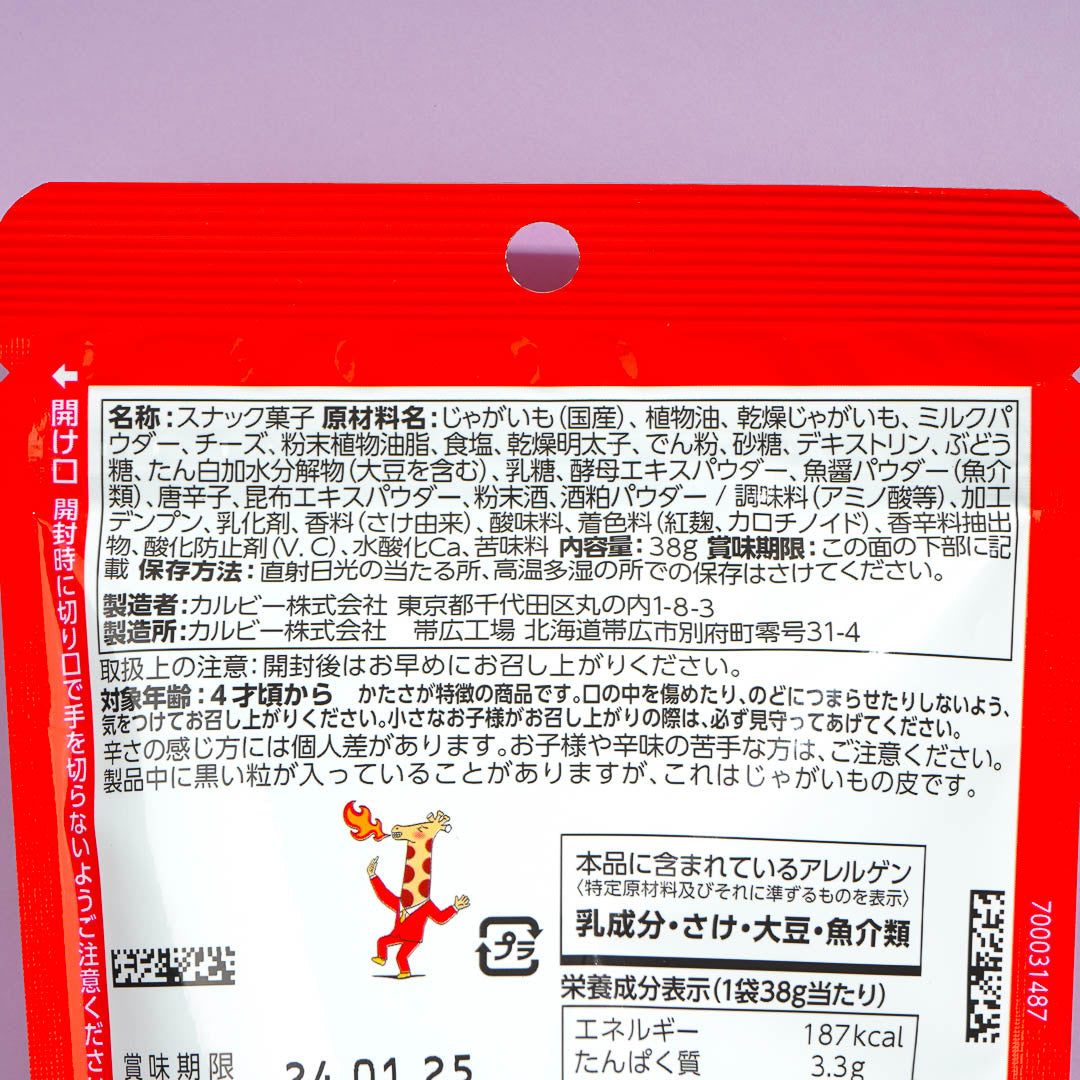 ←開け口 開封時に切り口で手を切らないようご注意くださ
名称:スナック菓子 原材料名:じゃがいも(国産)、植物油、乾燥じゃがいも、ミルクパ
ウダー、チーズ、粉末植物油脂、食塩、乾燥明太子、でん粉、砂糖、デキストリン、ぶどう
糖、たん白加水分解物(大豆を含む)、乳糖、酵母エキスパウダー、魚醤パウダー(魚介
類)、唐辛子、昆布エキスパウダー、粉末酒、酒粕パウダー / 調味料(アミノ酸等)、加工
デンプン、乳化剤、香料(さけ由来)、酸味料、着色料(紅麹、カロチノイド)、香辛料抽出
物、酸化防止剤(V.C)、水酸化Ca、苦味料 内容量:38g 賞味期限:この面の下部に記
載 保存方法:直射日光の当たる所、高温多湿の所での保存はさけてください。
製造者:カルビー株式会社 東京都千代田区丸の内1-8-3
製造所:カルビー株式会社 帯広工場 北海道帯広市別府町零号31-4
取扱上の注意:開封後はお早めにお召し上がりください。
対象年齢:4才頃から かたさが特徴の商品です。口の中を傷めたり、のどにつまらせたりしないよう、
気をつけてお召し上がりください。小さなお子様がお召し上がりの際は、必ず見守ってあげてください。
辛さの感じ方には個人差があります。お子様や辛味の苦手な方は、ご注意ください。
製品中に黒い粒が入っていることがありますが、これはじゃがいもの皮です。
本品に含まれているアレルゲン
〈特定原材料及びそれに準ずるものを表示〉
乳成分・さけ・大豆・魚介類
プラ
栄養成分表示(1袋38g当たり)
エネルギー 187kcal
たんぱく質 3.3g
賞味期限 24.01.25
700031487